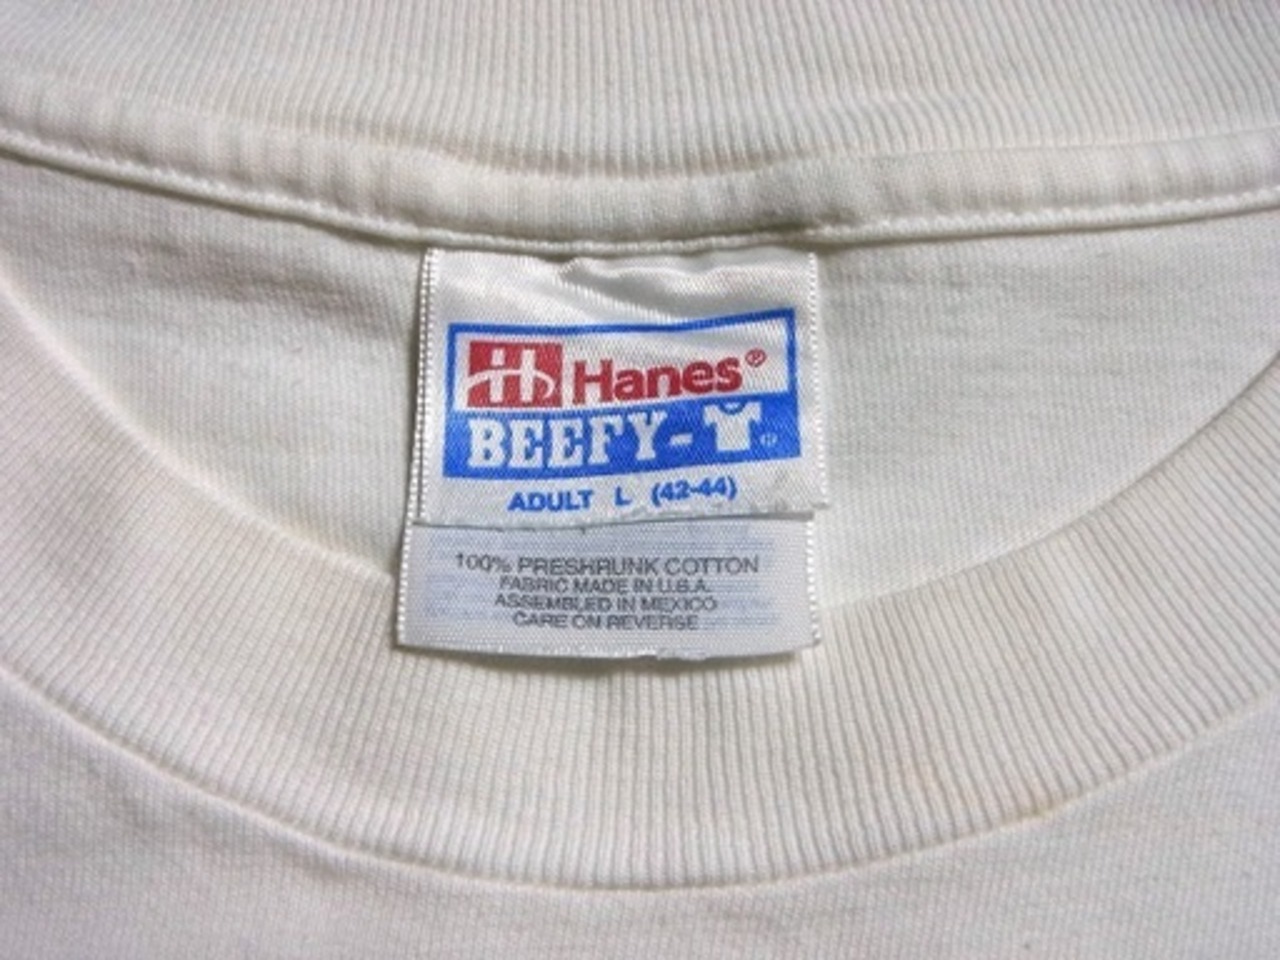 H Hanes®
BEEFY-T®
ADULT L (42-44)
100% PRESHRUNK COTTON
FABRIC MADE IN U.S.A.
ASSEMBLED IN MEXICO
CARE ON REVERSE